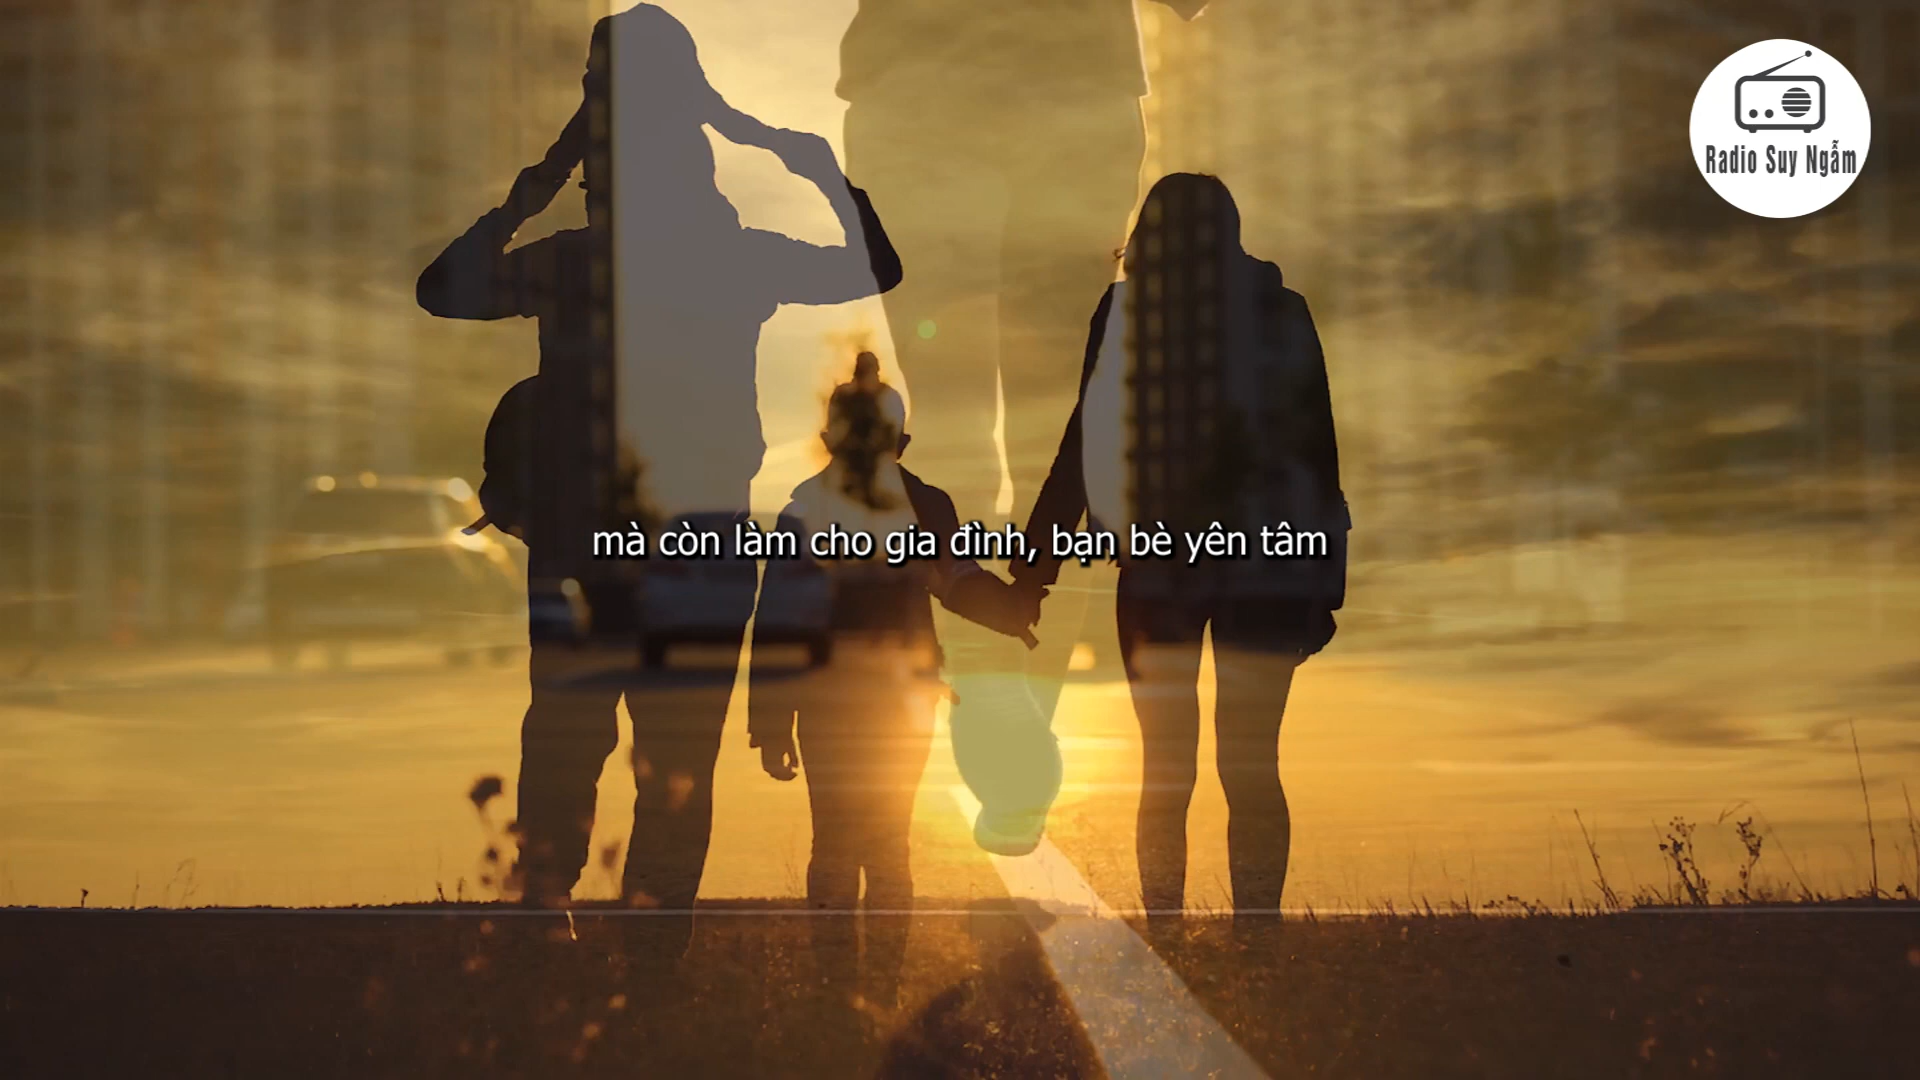 Radio Suy Ngẫm
mà còn làm cho gia đình, bạn bè yên tâm